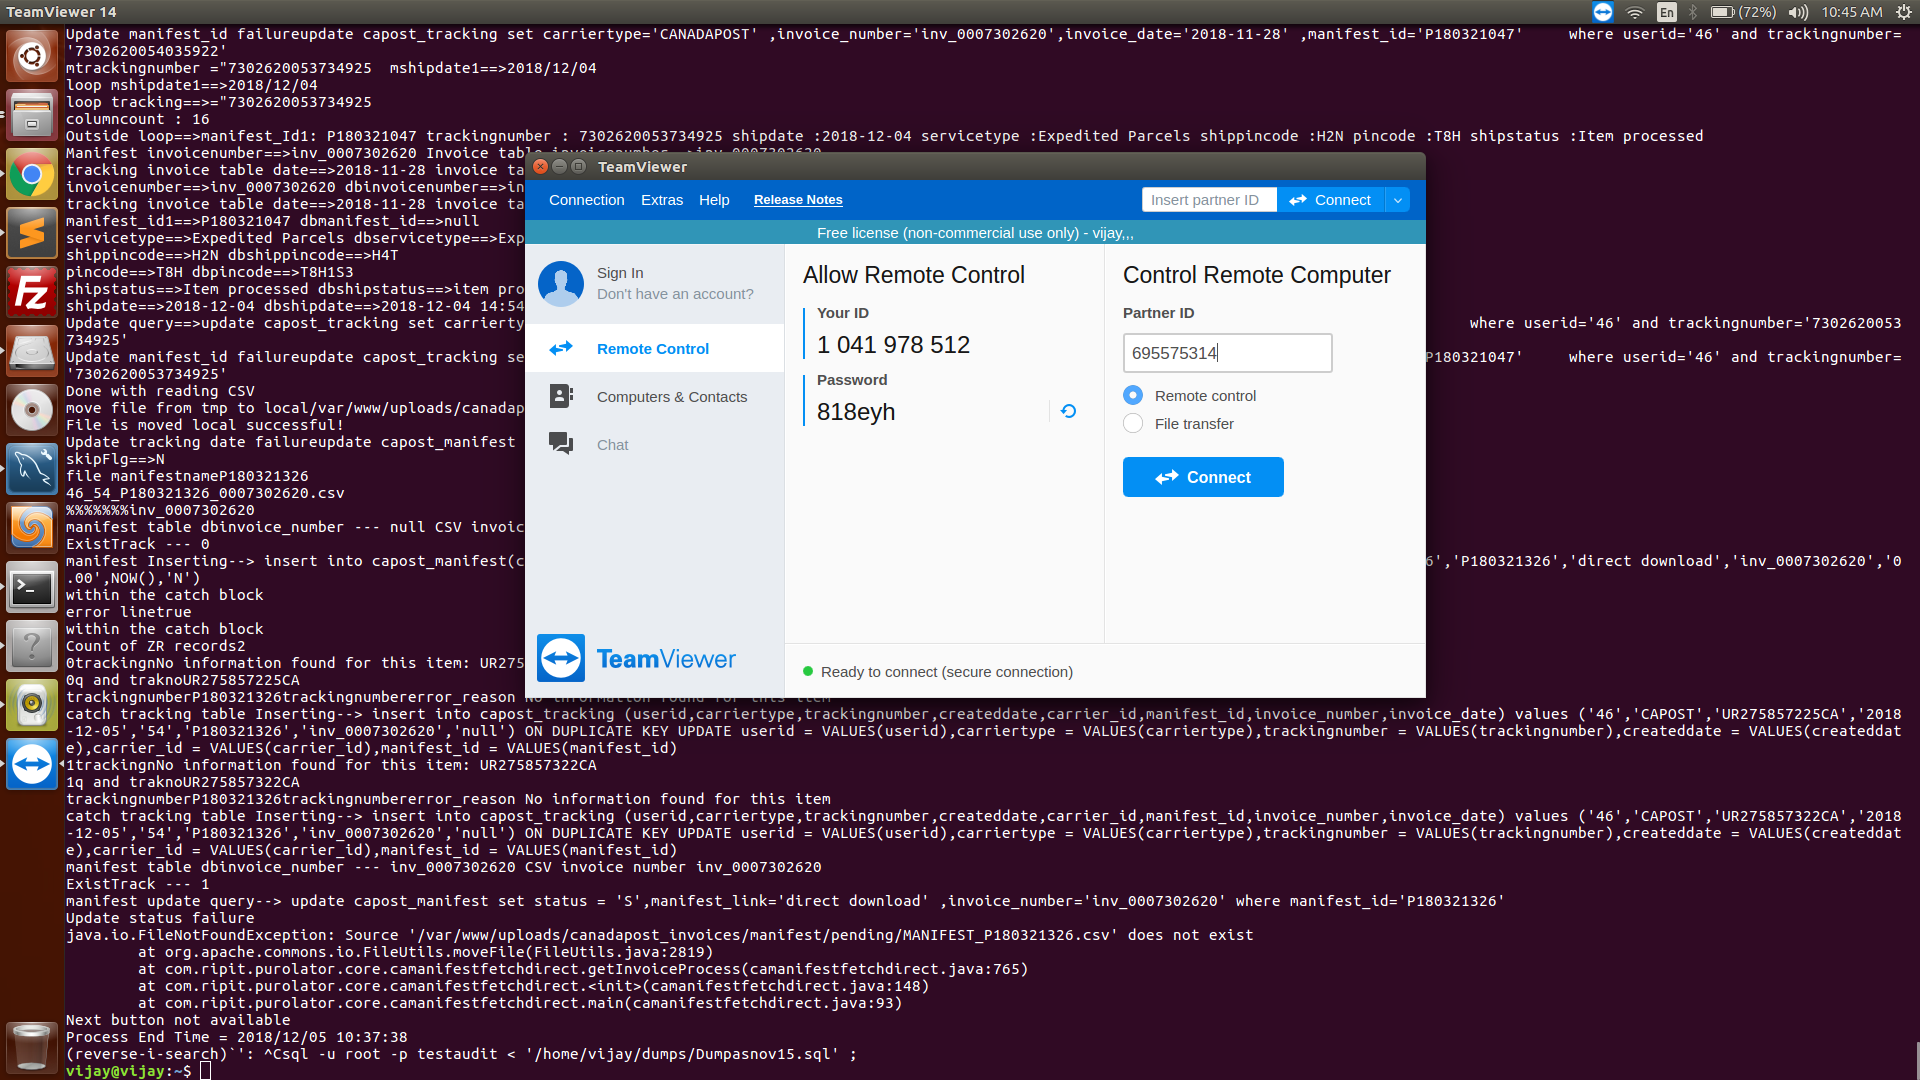 TeamViewer 14
En
(72%)
10:45 AM
Update manifest_id failureupdate capost_tracking set carriertype='CANADAPOST' ,invoice_number='inv_0007302620',invoice_date='2018-11-28' ,manifest_id='P180321047'     where userid='46' and trackingnumber=
'7302620054035922'
mtrackingnumber ="7302620053734925  mshipdate1==>2018/12/04
loop mshipdate1==>2018/12/04
loop tracking==>="7302620053734925
columncount : 16
Outside loop==>manifest_Id1: P180321047 trackingnumber : 7302620053734925 shipdate :2018-12-04 servicetype :Expedited Parcels shippincode :H2N pincode :T8H shipstatus :Item processed
Manifest invoicenumber==>inv_0007302620 Invoice table
tracking invoice table date==>2018-11-28 invoice ta
invoicenumber==>inv_0007302620 dbinvoicenumber==>in
tracking invoice table date==>2018-11-28 invoice ta
manifest_id1==>P180321047 dbmanifest_id==>null
servicetype==>Expedited Parcels dbservicetype==>Exp
shippincode==>H2N dbshippincode==>H4T
pincode==>T8H dbpincode==>T8H1S3
shipstatus==>Item processed dbshipstatus==>item pro
shipdate==>2018-12-04 dbshipdate==>2018-12-04 14:54
Update query==>update capost_tracking set carrierty where userid='46' and trackingnumber='7302620053
734925'
Update manifest_id failureupdate capost_tracking se P180321047'     where userid='46' and trackingnumber=
'7302620053734925'
Done with reading CSV
move file from tmp to local/var/www/uploads/canadap
File is moved local successful!
Update tracking date failureupdate capost_manifest
skipFlg==>N
file manifestnameP180321326
46_54_P180321326_0007302620.csv
%%%%%%%inv_0007302620
manifest table dbinvoice_number --- null CSV invoic
ExistTrack --- 0
manifest Inserting--> insert into capost_manifest(c 6','P180321326','direct download','inv_0007302620','0
.00',NOW(),'N')
within the catch block
error linetrue
within the catch block
Count of ZR records2
0trackingnNo information found for this item: UR275
0q and traknoUR275857225CA
trackingnumberP180321326trackingnumbererror_reason No information found for this item
catch tracking table Inserting--> insert into capost_tracking (userid,carriertype,trackingnumber,createddate,carrier_id,manifest_id,invoice_number,invoice_date) values ('46','CAPOST','UR275857225CA','2018
-12-05','54','P180321326','inv_0007302620','null') ON DUPLICATE KEY UPDATE userid = VALUES(userid),carriertype = VALUES(carriertype),trackingnumber = VALUES(trackingnumber),createddate = VALUES(createddat
e),carrier_id = VALUES(carrier_id),manifest_id = VALUES(manifest_id)
1trackingnNo information found for this item: UR275857322CA
1q and traknoUR275857322CA
trackingnumberP180321326trackingnumbererror_reason No information found for this item
catch tracking table Inserting--> insert into capost_tracking (userid,carriertype,trackingnumber,createddate,carrier_id,manifest_id,invoice_number,invoice_date) values ('46','CAPOST','UR275857322CA','2018
-12-05','54','P180321326','inv_0007302620','null') ON DUPLICATE KEY UPDATE userid = VALUES(userid),carriertype = VALUES(carriertype),trackingnumber = VALUES(trackingnumber),createddate = VALUES(createddat
e),carrier_id = VALUES(carrier_id),manifest_id = VALUES(manifest_id)
manifest table dbinvoice_number --- inv_0007302620 CSV invoice number inv_0007302620
ExistTrack --- 1
manifest update query--> update capost_manifest set status = 'S',manifest_link='direct download' ,invoice_number='inv_0007302620' where manifest_id='P180321326'
Update status failure
java.io.FileNotFoundException: Source '/var/www/uploads/canadapost_invoices/manifest/pending/MANIFEST_P180321326.csv' does not exist
at org.apache.commons.io.FileUtils.moveFile(FileUtils.java:2819)
at com.ripit.purolator.core.camanifestfetchdirect.getInvoiceProcess(camanifestfetchdirect.java:765)
at com.ripit.purolator.core.camanifestfetchdirect.<init>(camanifestfetchdirect.java:148)
at com.ripit.purolator.core.camanifestfetchdirect.main(camanifestfetchdirect.java:93)
Next button not available
Process End Time = 2018/12/05 10:37:38
(reverse-i-search)`': ^Csql -u root -p testaudit < '/home/vijay/dumps/Dumpasnov15.sql' ;
vijay@vijay:~$
TeamViewer
Connection Extras Help Release Notes
Insert partner ID
Connect
Free license (non-commercial use only) - vijay,,,
Sign In
Don't have an account?
Remote Control
Computers & Contacts
Chat
TeamViewer
Allow Remote Control
Your ID
1 041 978 512
Password
818eyh
Control Remote Computer
Partner ID
695575314
Remote control
File transfer
Connect
Ready to connect (secure connection)